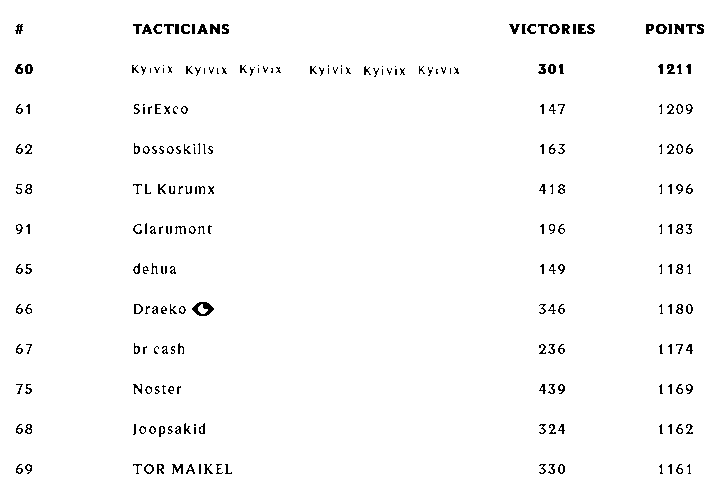 # TACTICIANS VICTORIES POINTS
60 Kyivix Kyivix Kyivix Kyivix Kyivix Kyivix 301 1211
61 SirExco 147 1209
62 bossoskills 163 1206
58 TL Kurumx 418 1196
91 Glarumont 196 1183
65 dehua 149 1181
66 Draeko 346 1180
67 br cash 236 1174
75 Noster 439 1169
68 Joopsakid 324 1162
69 TOR MAIKEL 330 1161